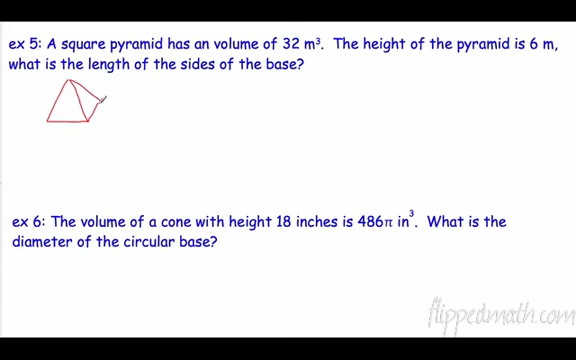 ex 5: A square pyramid has an volume of 32 m³. The height of the pyramid is 6 m,
what is the length of the sides of the base?
ex 6: The volume of a cone with height 18 inches is 486π in³. What is the
diameter of the circular base?
flippedmath.com